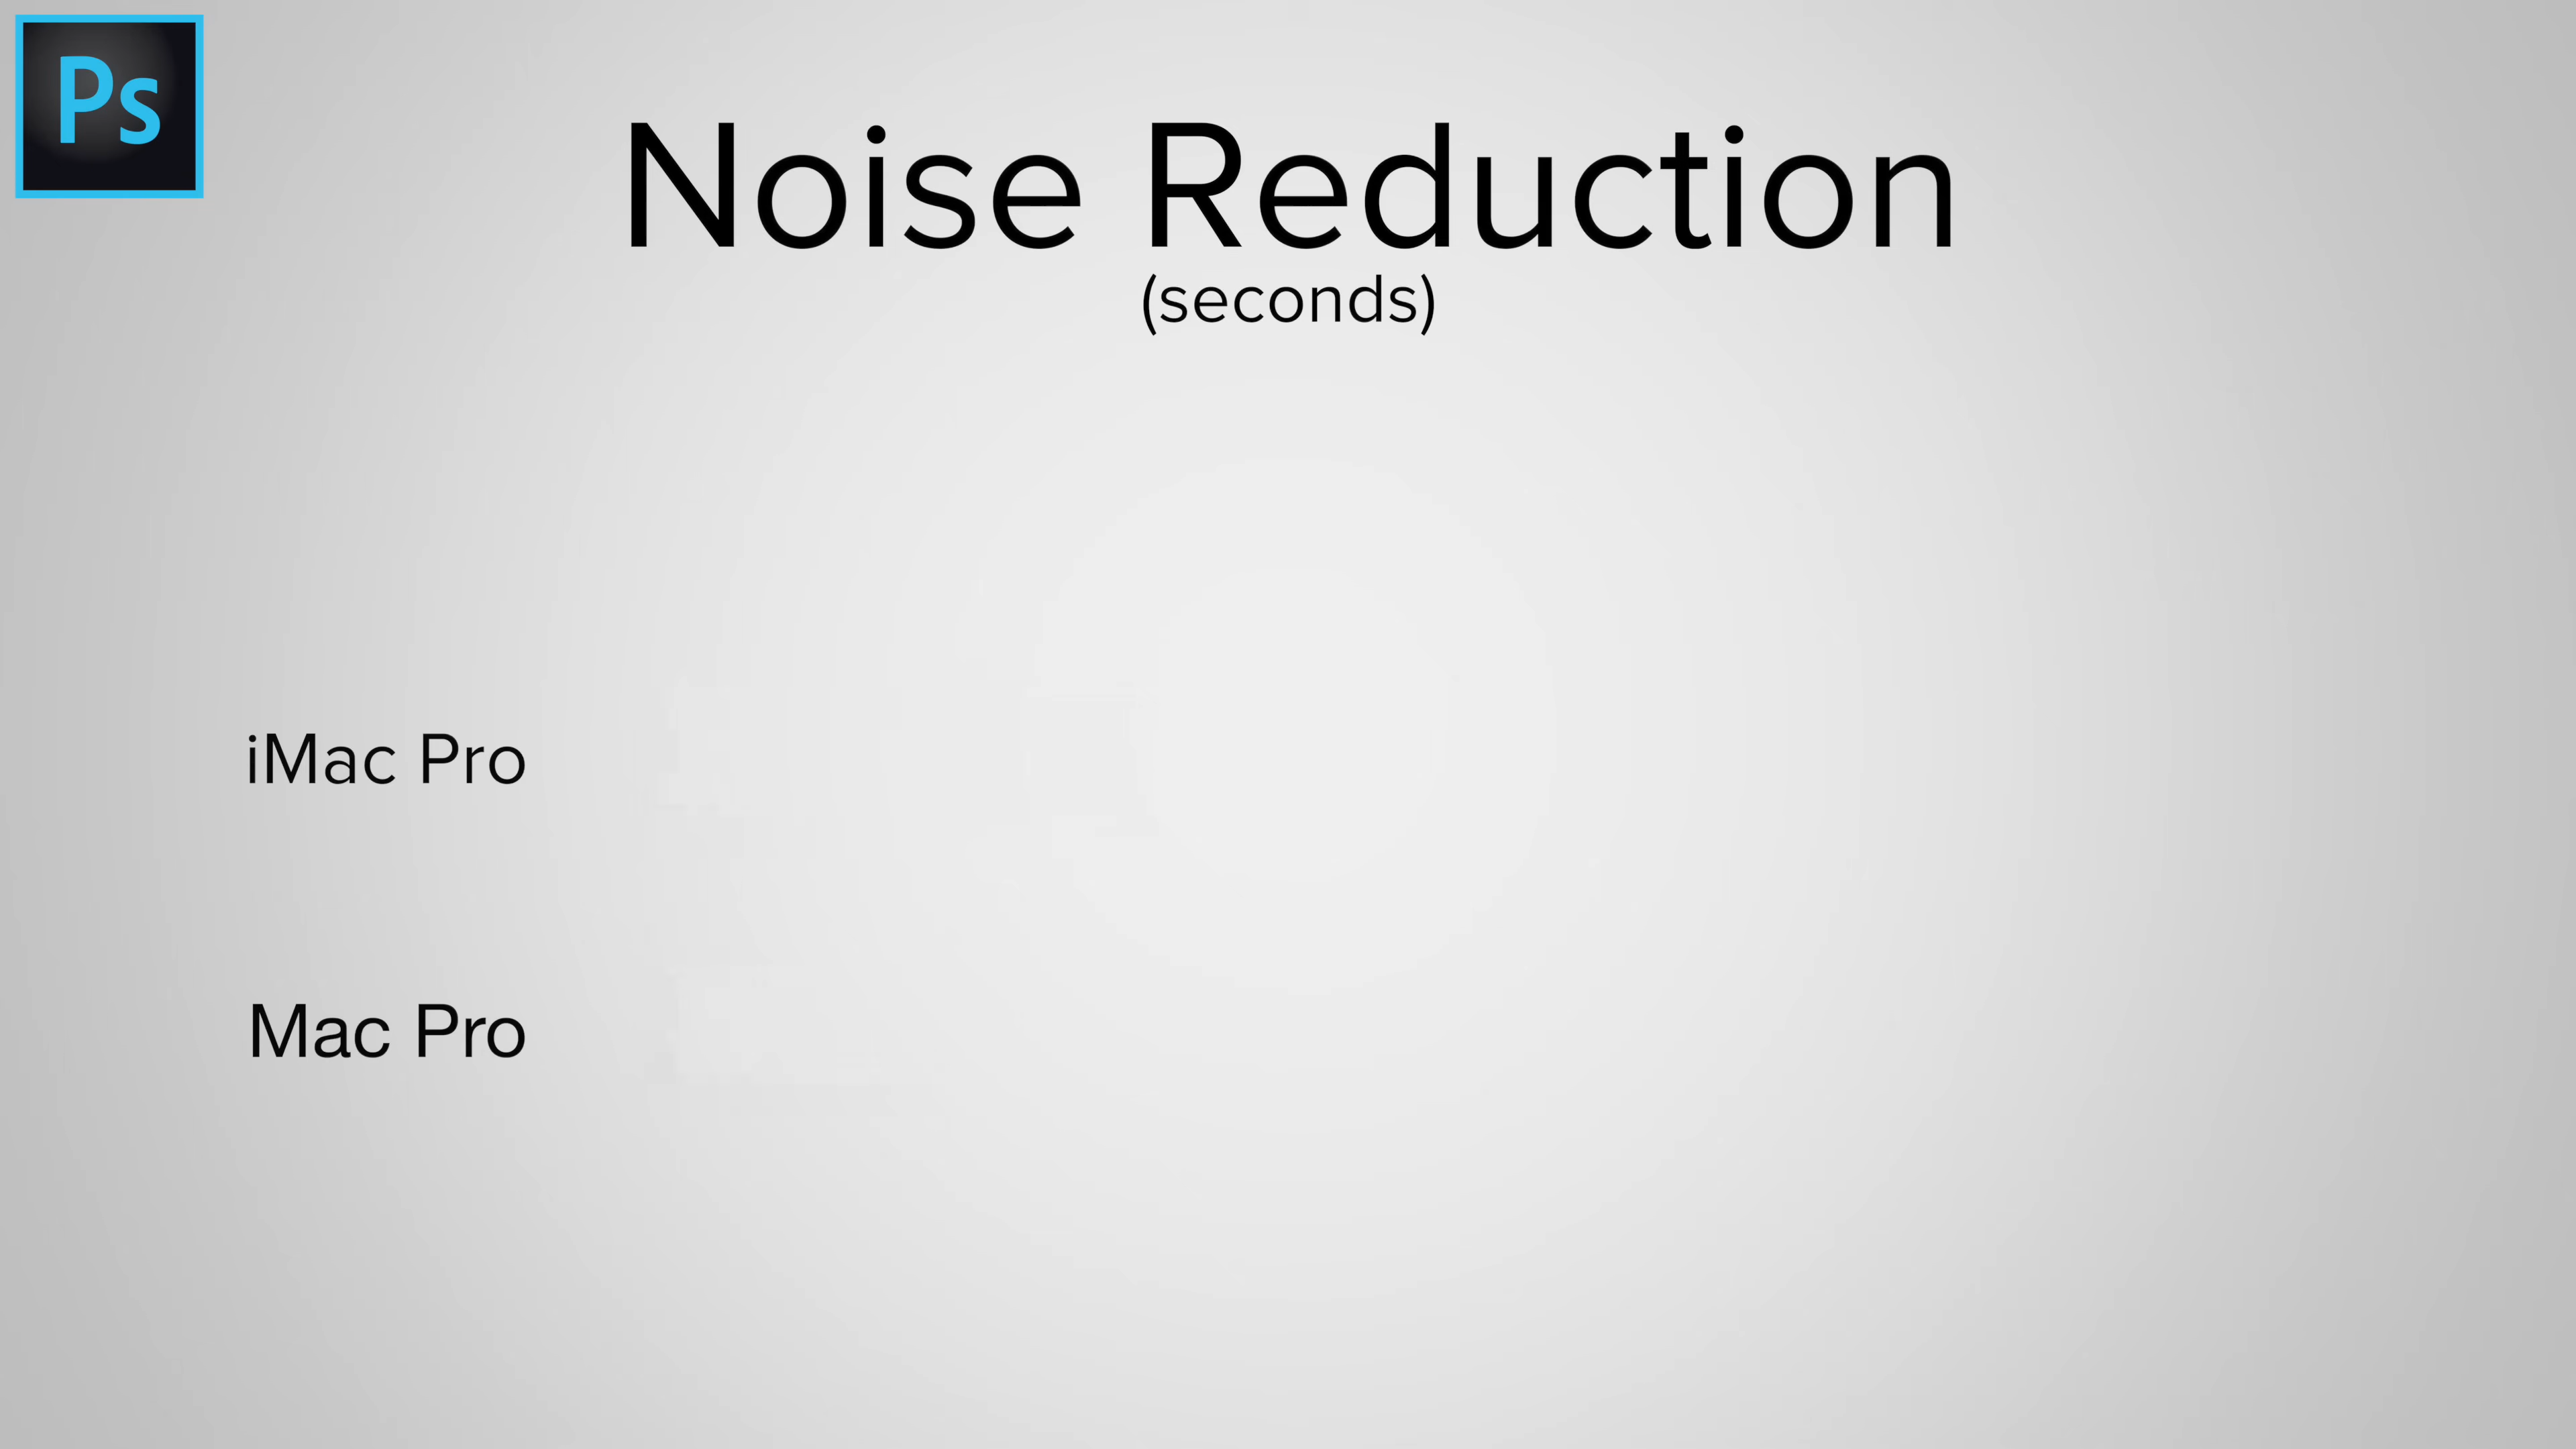 Ps
Noise Reduction
(seconds)
iMac Pro
Mac Pro